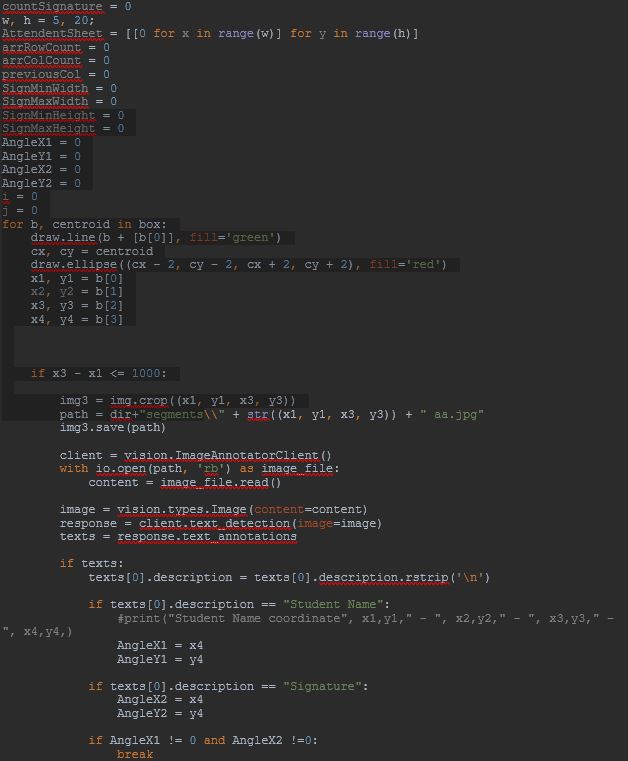 countSignature = 0
w, h = 5, 20;
AttendentSheet = [[0 for x in range(w)] for y in range(h)]
arrRowCount = 0
arrColCount = 0
previousCol = 0
SignMinWidth = 0
SignMaxWidth = 0
SignMinHeight = 0
SignMaxHeight = 0
AngleX1 = 0
AngleY1 = 0
AngleX2 = 0
AngleY2 = 0
i = 0
j = 0
for b, centroid in box:
    draw.line(b + [b[0]], fill='green')
    cx, cy = centroid
    draw.ellipse((cx - 2, cy - 2, cx + 2, cy + 2), fill='red')
    x1, y1 = b[0]
    x2, y2 = b[1]
    x3, y3 = b[2]
    x4, y4 = b[3]
    if x3 - x1 <= 1000:
        img3 = img.crop((x1, y1, x3, y3))
        path = dir+"segments\\" + str((x1, y1, x3, y3)) + " aa.jpg"
        img3.save(path)
        client = vision.ImageAnnotatorClient()
        with io.open(path, 'rb') as image_file:
            content = image_file.read()
        image = vision.types.Image(content=content)
        response = client.text_detection(image=image)
        texts = response.text_annotations
        if texts:
            texts[0].description = texts[0].description.rstrip('\n')
            if texts[0].description == "Student Name":
                #print("Student Name coordinate", x1,y1," - ", x2,y2," - ", x3,y3," -
", x4,y4,)
                AngleX1 = x4
                AngleY1 = y4
            if texts[0].description == "Signature":
                AngleX2 = x4
                AngleY2 = y4
            if AngleX1 != 0 and AngleX2 !=0:
                break